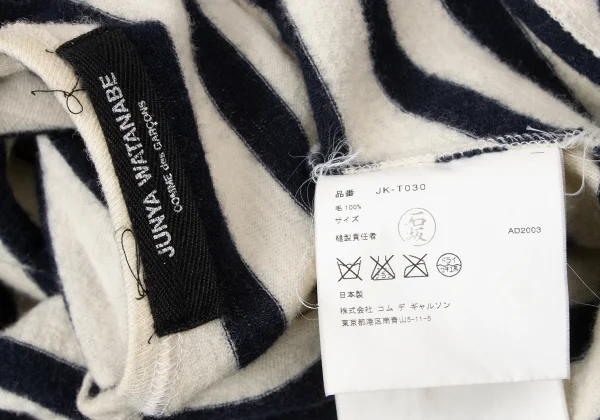 JUNYA WATANABE
COMME des GARÇONS
品番 JK-T030
毛 100%
サイズ
縫製責任者 石坂 AD2003
日本製
株式会社 コム デ ギャルソン
東京都港区南青山5-11-5